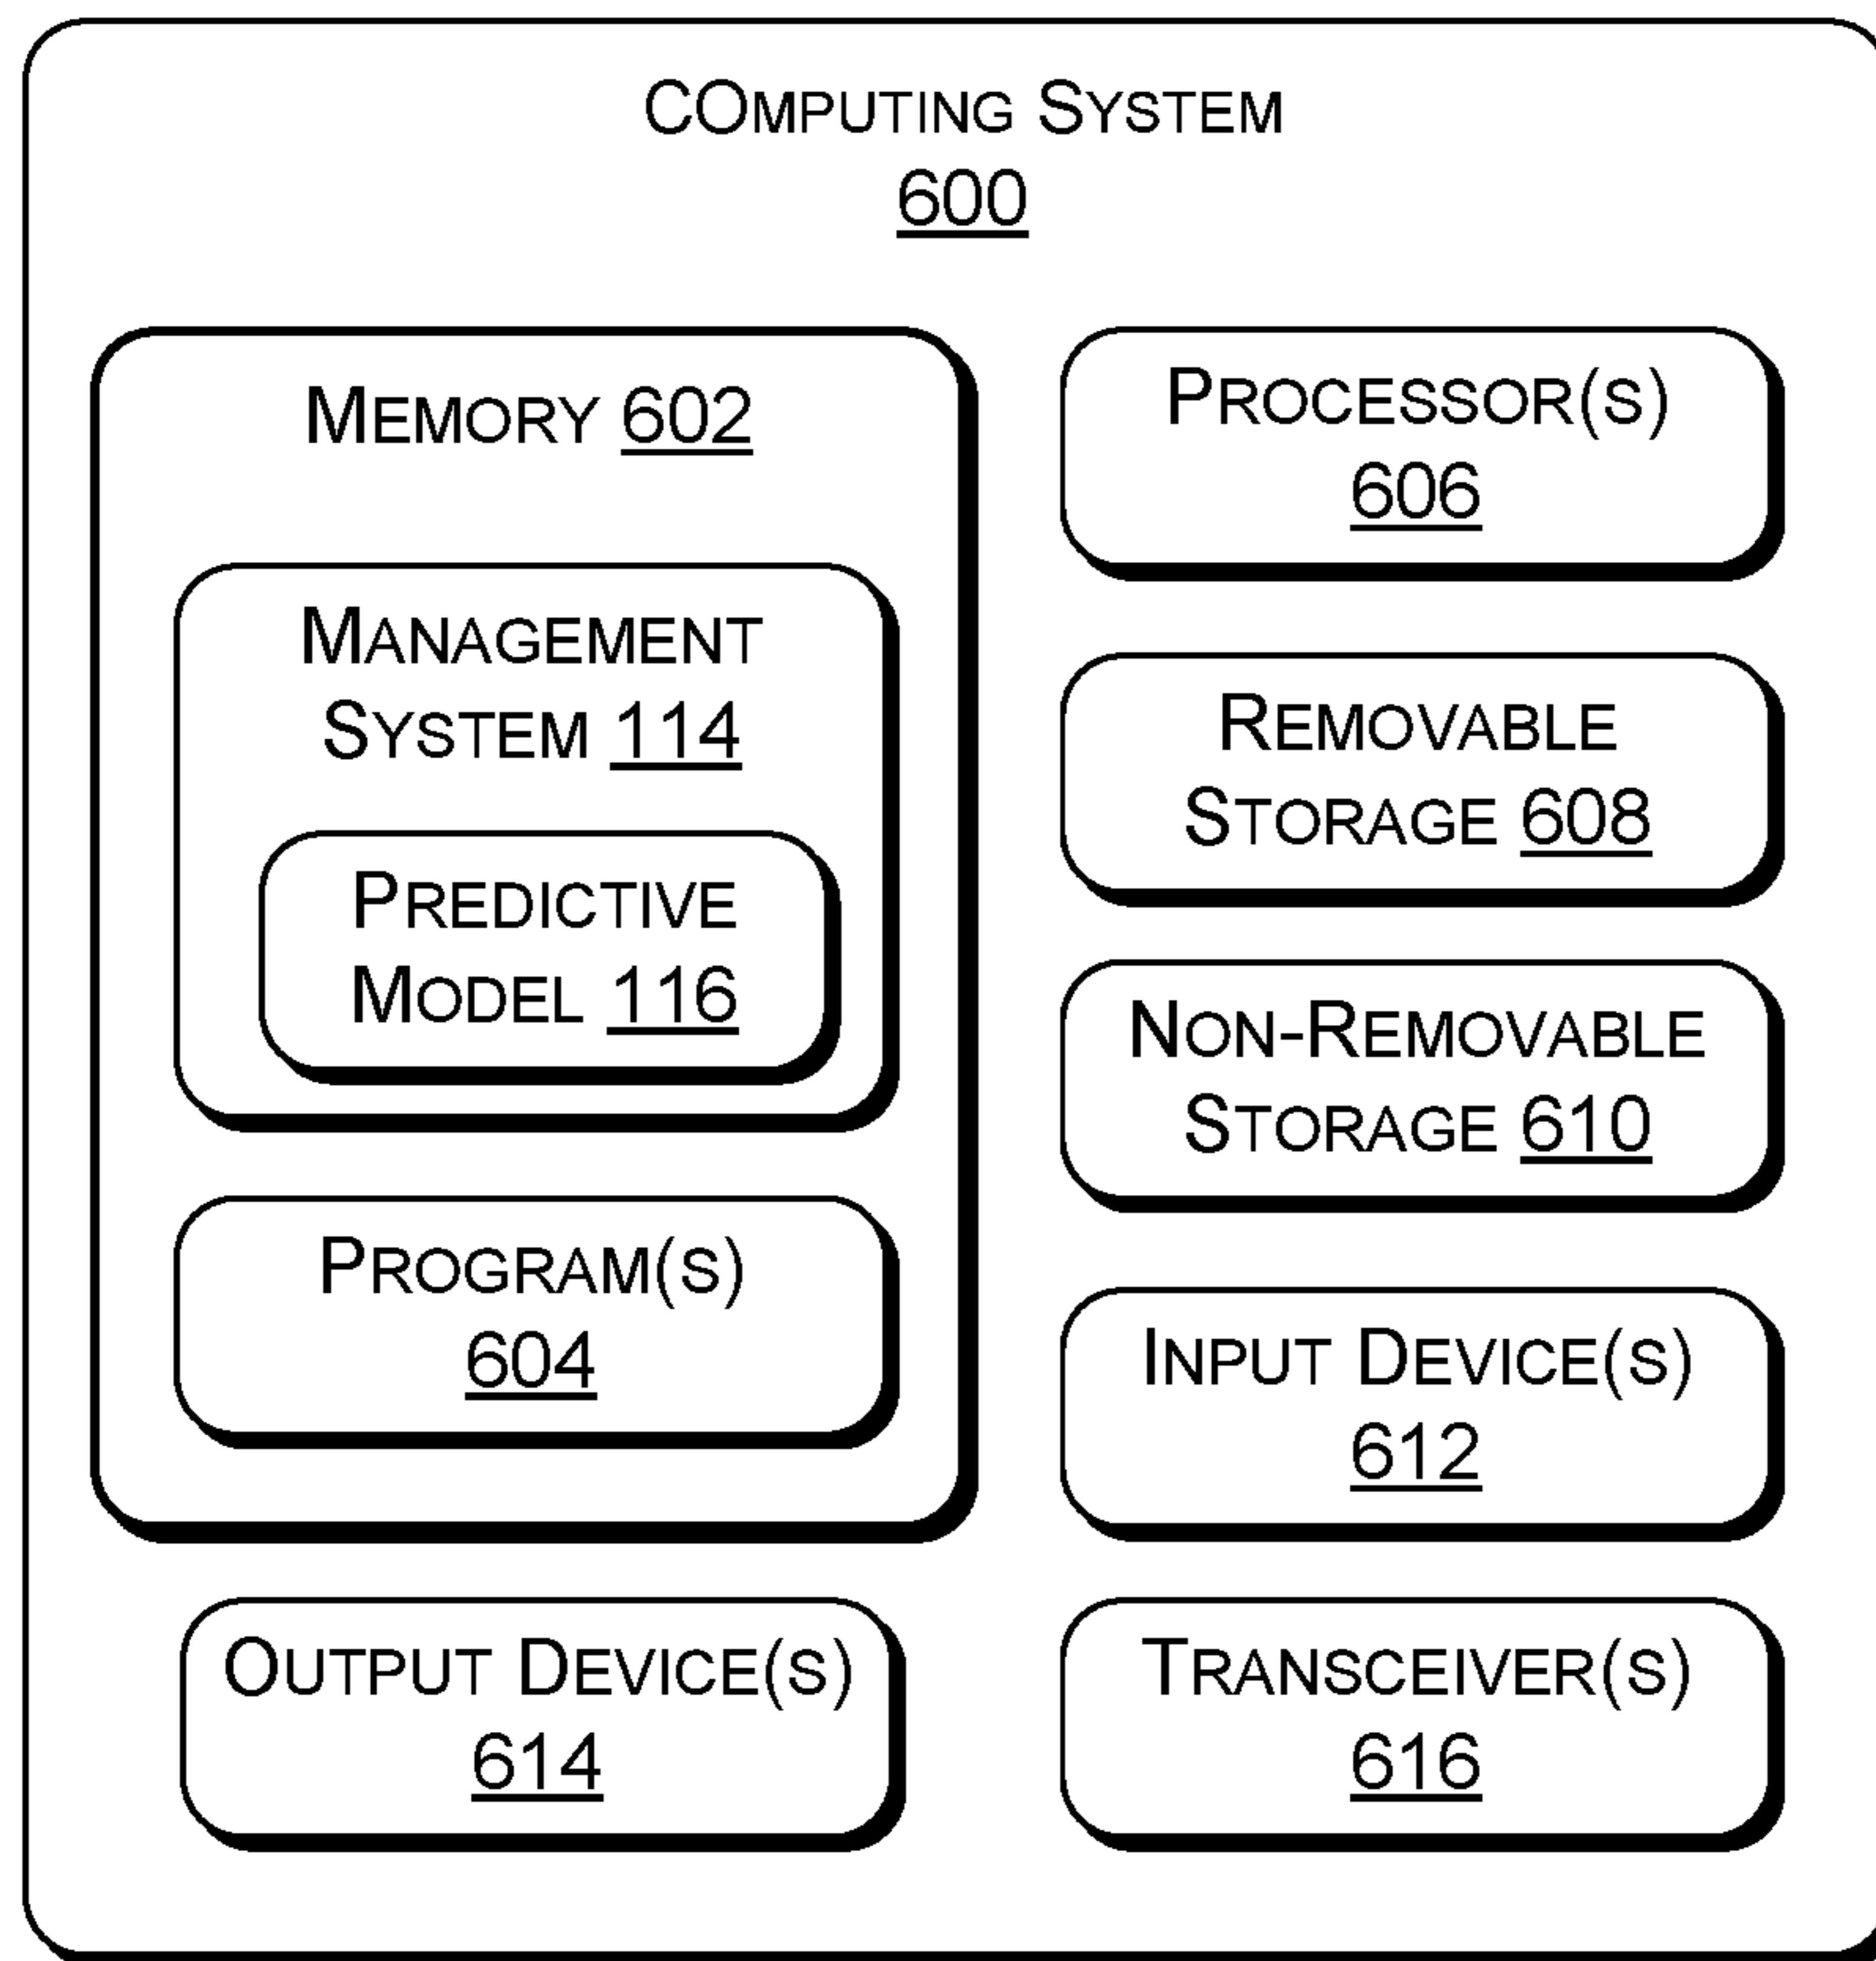 COMPUTING SYSTEM
600
MEMORY 602
MANAGEMENT
SYSTEM 114
PREDICTIVE
MODEL 116
PROGRAM(S)
604
PROCESSOR(S)
606
REMOVABLE
STORAGE 608
NON-REMOVABLE
STORAGE 610
INPUT DEVICE(S)
612
OUTPUT DEVICE(S)
614
TRANSCEIVER(S)
616